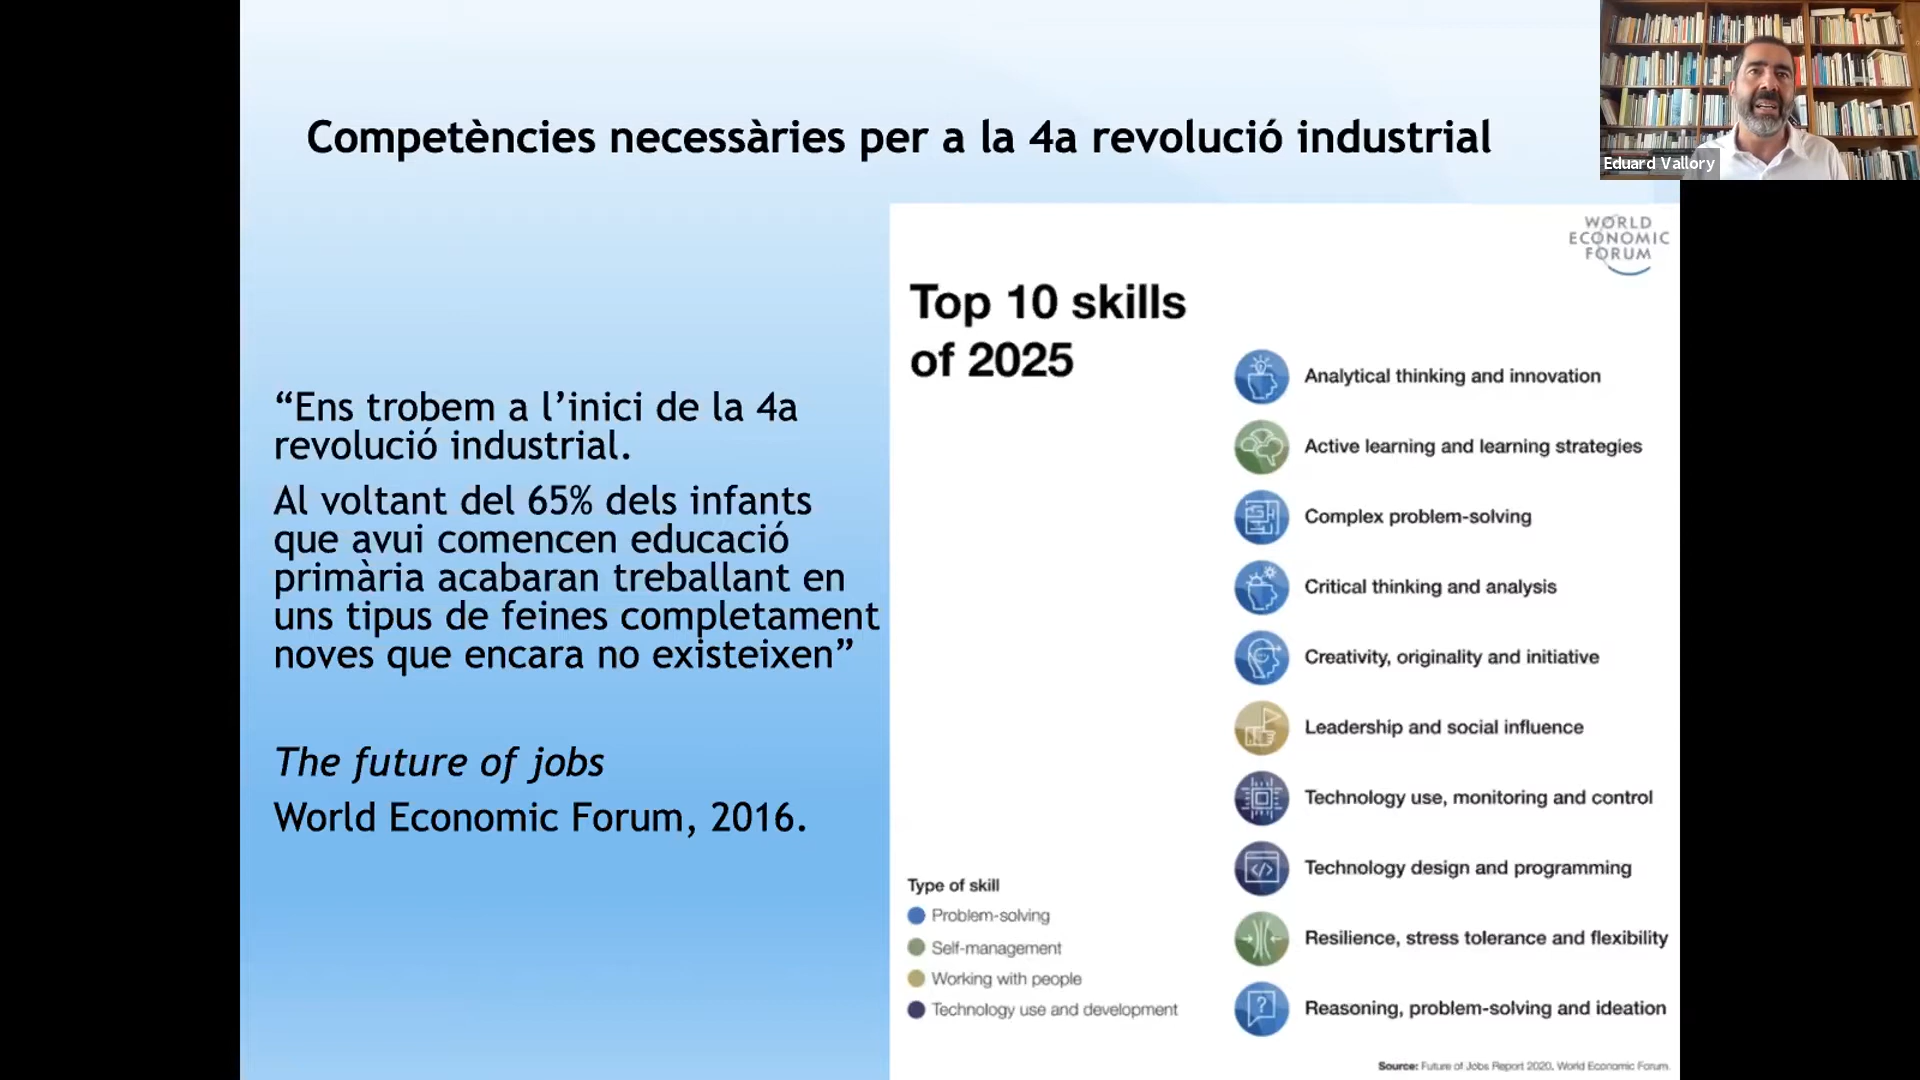 Competències necessàries per a la 4a revolució industrial
Eduard Vallory
“Ens trobem a l’inici de la 4a
revolució industrial.
Al voltant del 65% dels infants
que avui comencen educació
primària acabaran treballant en
uns tipus de feines completament
noves que encara no existeixen”
The future of jobs
World Economic Forum, 2016.
WORLD
ECONOMIC
FORUM
Top 10 skills
of 2025
Analytical thinking and innovation
Active learning and learning strategies
Complex problem-solving
Critical thinking and analysis
Creativity, originality and initiative
Leadership and social influence
Technology use, monitoring and control
Technology design and programming
Resilience, stress tolerance and flexibility
Reasoning, problem-solving and ideation
Type of skill
Problem-solving
Self-management
Working with people
Technology use and development
Source: Future of Jobs Report 2020, World Economic Forum.